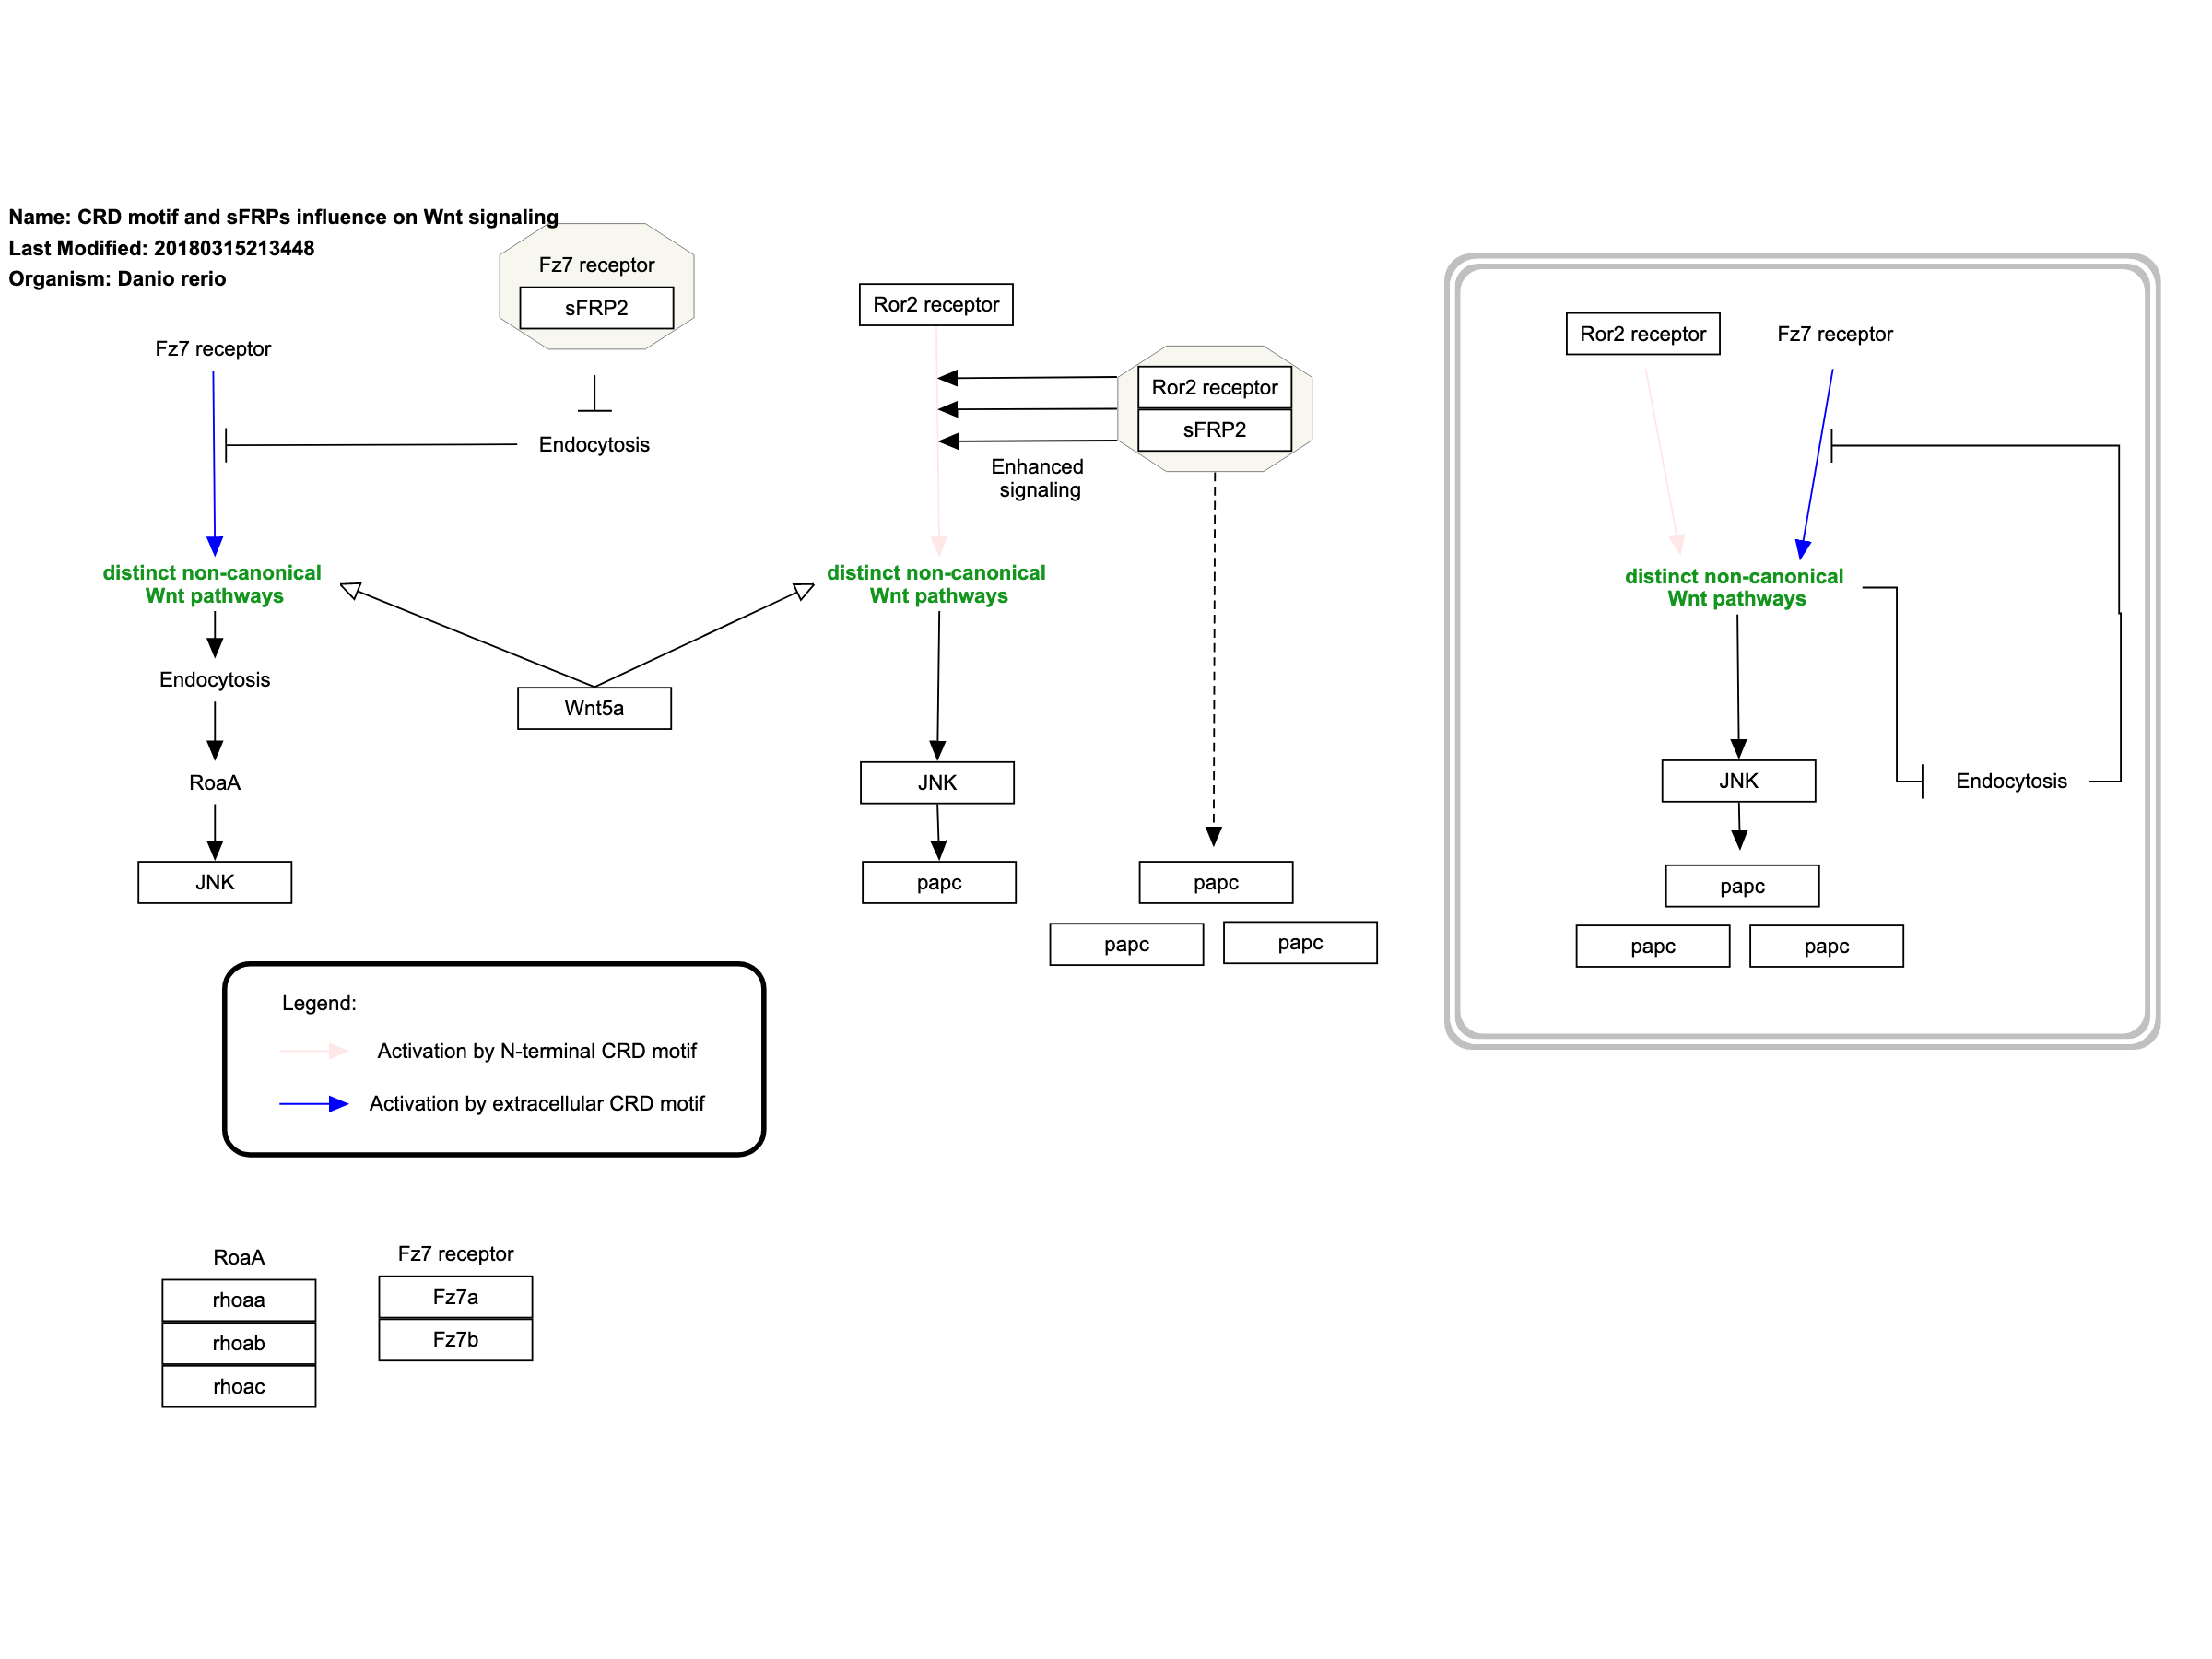 Name: CRD motif and sFRPs influence on Wnt signaling
Last Modified: 20180315213448
Organism: Danio rerio
Fz7 receptor
sFRP2
Fz7 receptor
Endocytosis
distinct non-canonical
Wnt pathways
Endocytosis
RoaA
JNK
Wnt5a
Ror2 receptor
Ror2 receptor
sFRP2
Enhanced
signaling
distinct non-canonical
Wnt pathways
JNK
papc
papc
papc
papc
Ror2 receptor
Fz7 receptor
distinct non-canonical
Wnt pathways
JNK
Endocytosis
papc
papc
papc
Legend:
Activation by N-terminal CRD motif
Activation by extracellular CRD motif
RoaA
rhoaa
rhoab
rhoac
Fz7 receptor
Fz7a
Fz7b